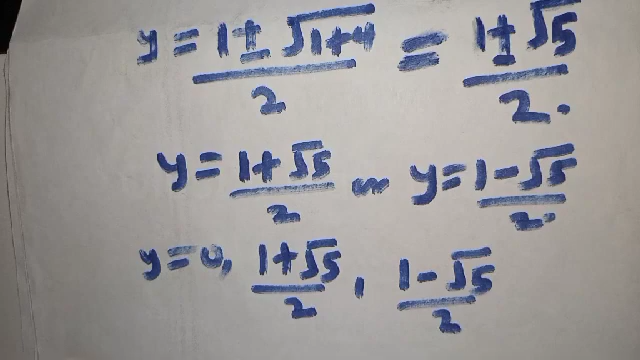 y = (1 ± √(1+4))/2 = (1 ± √5)/2.
y = (1+√5)/2 or y = (1-√5)/2.
y = 0, (1+√5)/2, (1-√5)/2